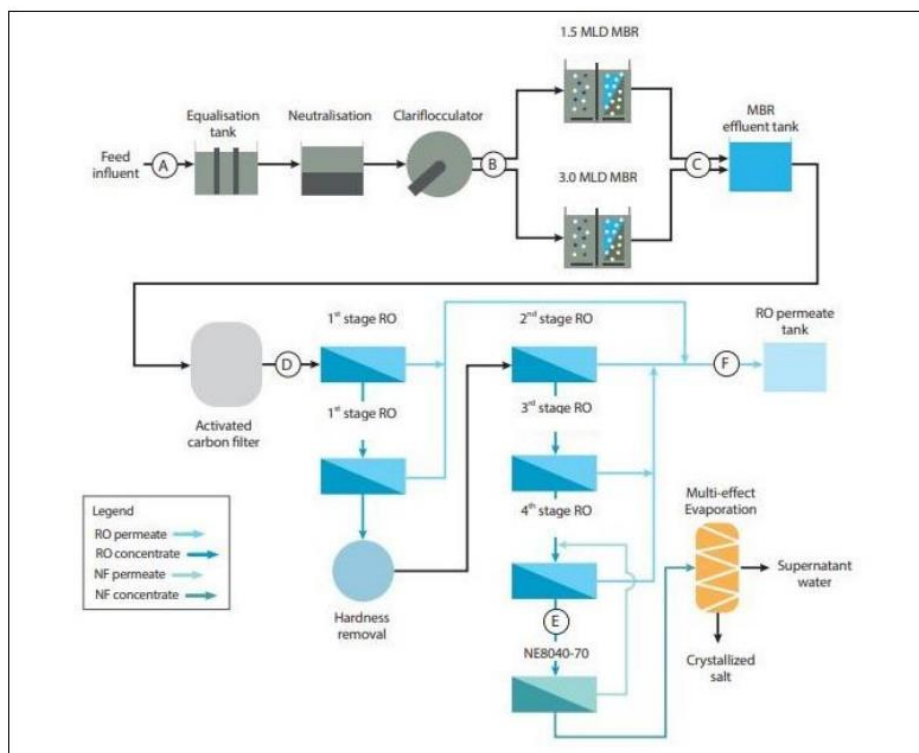 1.5 MLD MBR
Equalisation
tank
Neutralisation
Clariflocculator
MBR
effluent tank
Feed
influent
A
B
C
3.0 MLD MBR
1st stage RO
2nd stage RO
RO permeate
tank
D
F
Activated
carbon filter
1st stage RO
3rd stage RO
4th stage RO
Multi-effect
Evaporation
Legend
RO permeate
RO concentrate
NF permeate
NF concentrate
Hardness
removal
E
NE8040-70
Supernatant
water
Crystallized
salt